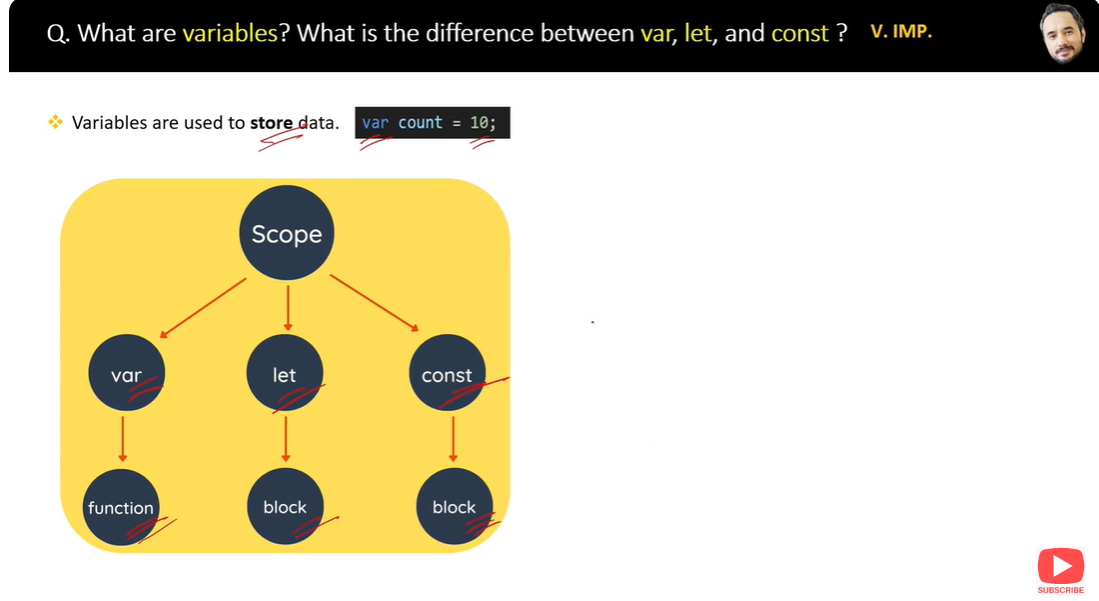 Q. What are variables? What is the difference between var, let, and const ? V. IMP.
Variables are used to store data. var count = 10;
Scope
var let const
function block block
SUBSCRIBE